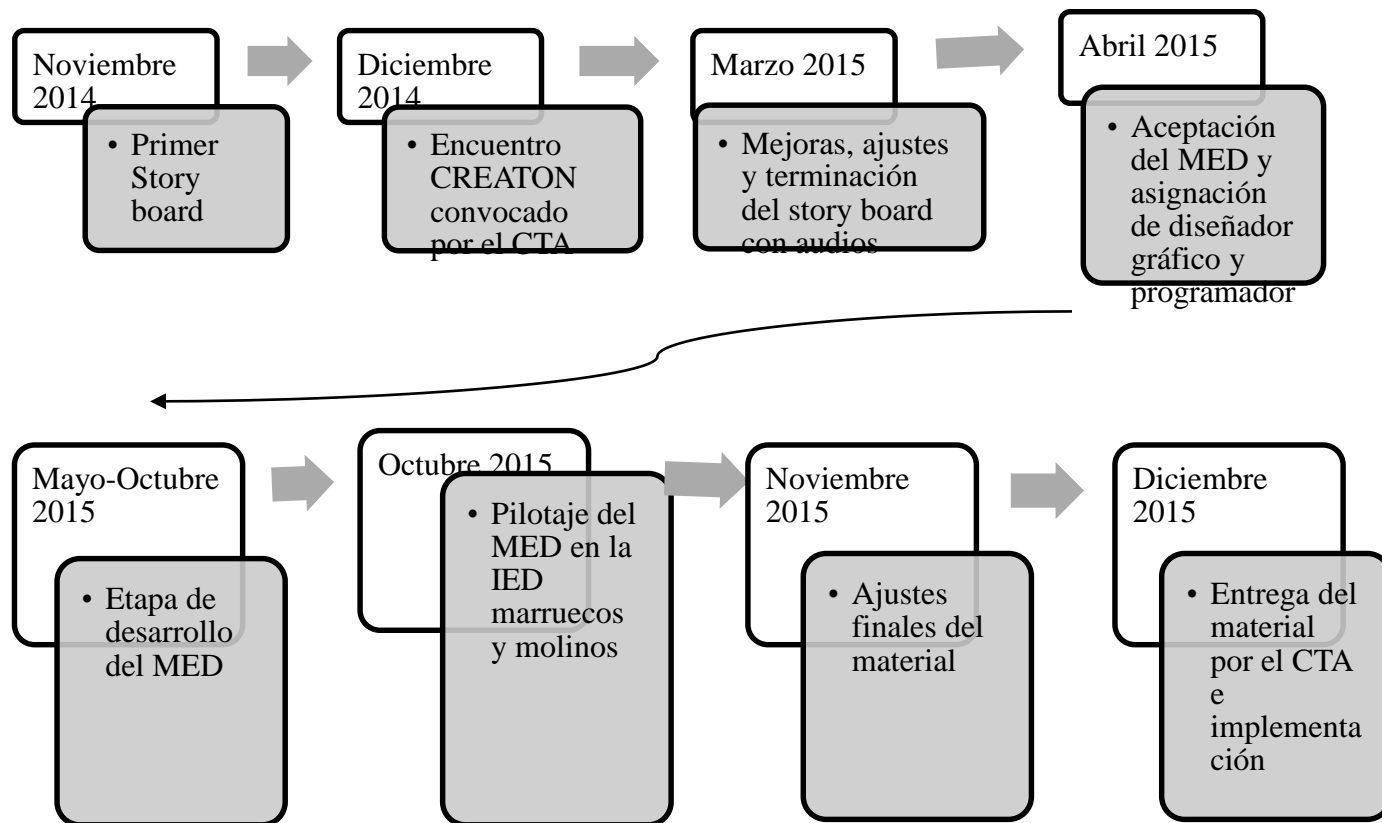 Noviembre
2014
• Primer
Story
board
Diciembre
2014
• Encuentro
CREATON
convocado
por el CTA
Marzo 2015
• Mejoras, ajustes
y terminación
del story board
con audios
Abril 2015
• Aceptación
del MED y
asignación
de diseñador
gráfico y
programador
Mayo-Octubre
2015
• Etapa de
desarrollo
del MED
Octubre 2015
• Pilotaje del
MED en la
IED
marruecos
y molinos
Noviembre
2015
• Ajustes
finales del
material
Diciembre
2015
• Entrega del
material
por el CTA
e
implementa
ción